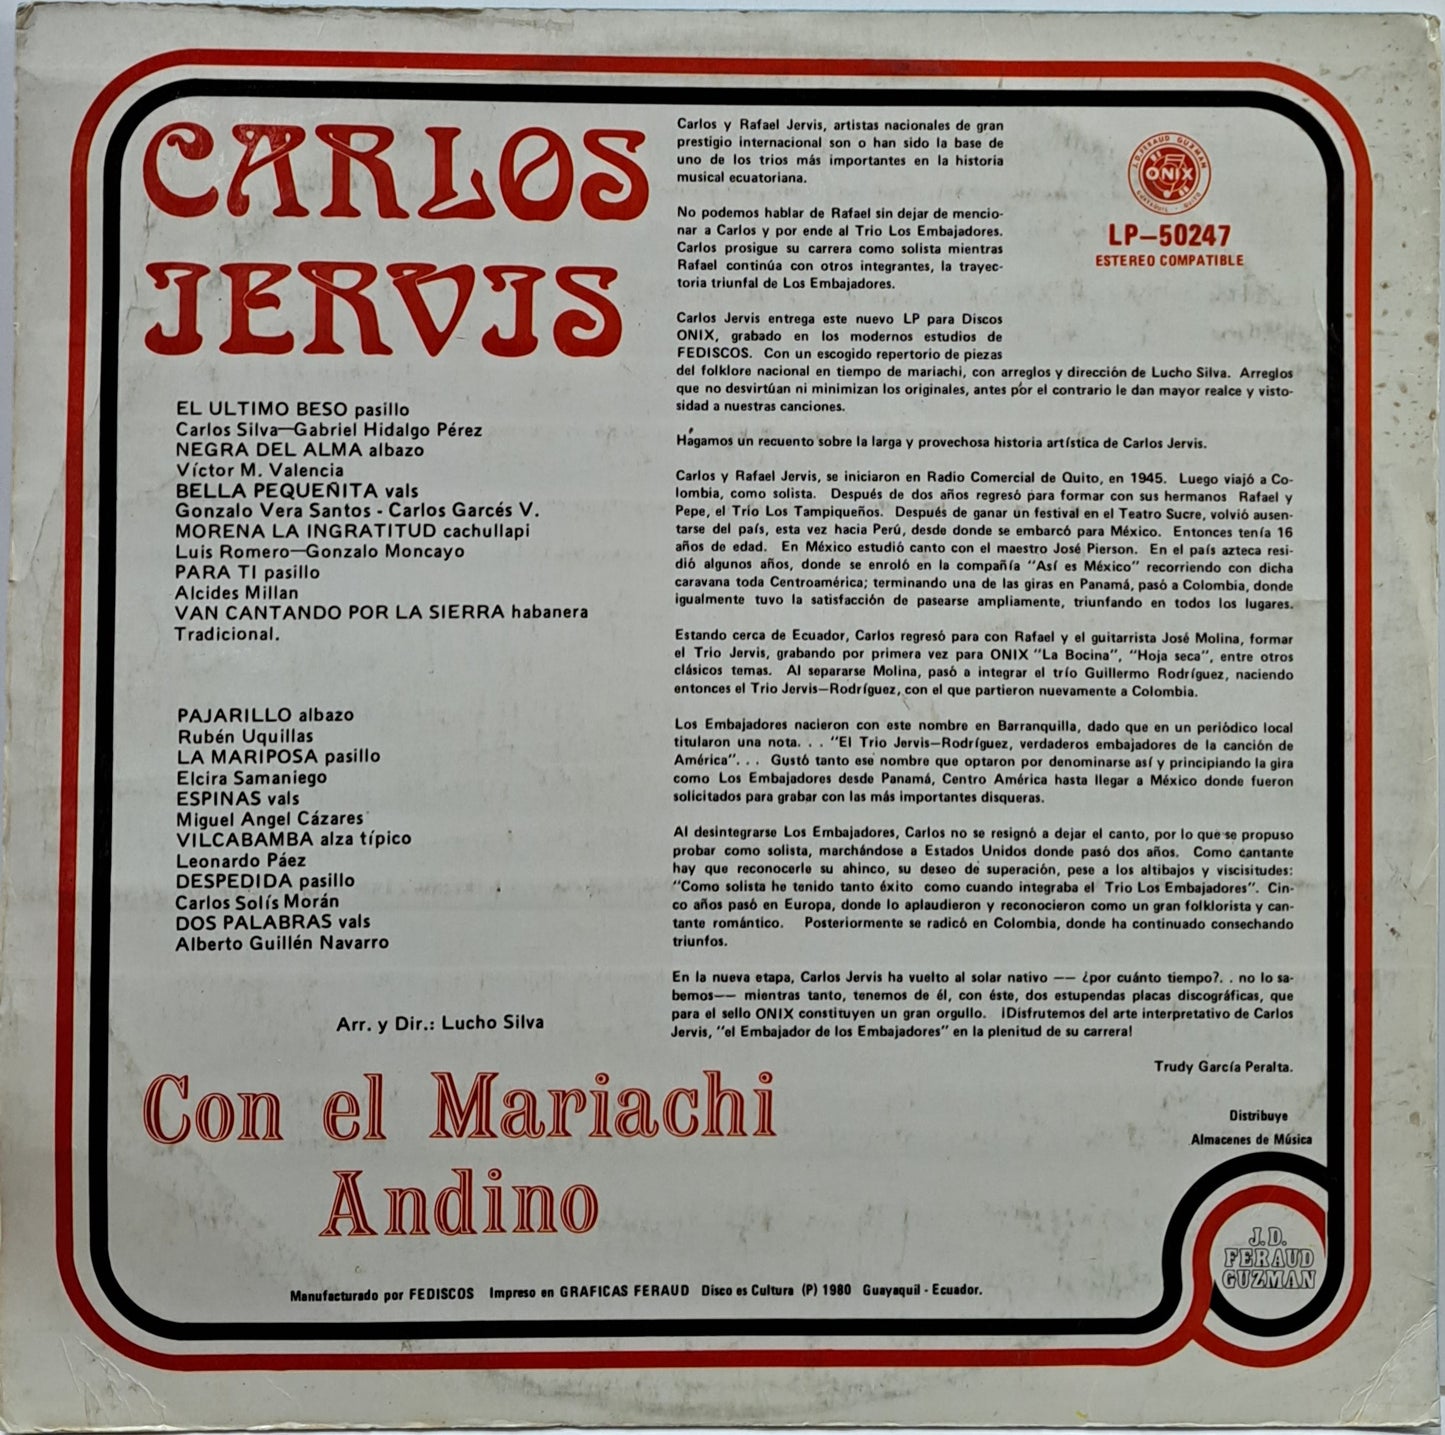 CARLOS
JERVIS
EL ULTIMO BESO pasillo
Carlos Silva—Gabriel Hidalgo Pérez
NEGRA DEL ALMA albazo
Víctor M. Valencia
BELLA PEQUEÑITA vals
Gonzalo Vera Santos - Carlos Garcés V.
MORENA LA INGRATITUD cachullapi
Luis Romero—Gonzalo Moncayo
PARA TI pasillo
Alcides Millan
VAN CANTANDO POR LA SIERRA habanera
Tradicional.
PAJARILLO albazo
Rubén Uquillas
LA MARIPOSA pasillo
Elcira Samaniego
ESPINAS vals
Miguel Angel Cázares
VILCABAMBA alza típico
Leonardo Páez
DESPEDIDA pasillo
Carlos Solís Morán
DOS PALABRAS vals
Alberto Guillén Navarro
Arr. y Dir.: Lucho Silva
Con el Mariachi
Andino
Carlos y Rafael Jervis, artistas nacionales de gran
prestigio internacional son o han sido la base de
uno de los trios más importantes en la historia
musical ecuatoriana.
No podemos hablar de Rafael sin dejar de mencio-
nar a Carlos y por ende al Trio Los Embajadores.
Carlos prosigue su carrera como solista mientras
Rafael continúa con otros integrantes, la trayec-
toria triunfal de Los Embajadores.
Carlos Jervis entrega este nuevo LP para Discos
ONIX, grabado en los modernos estudios de
FEDISCOS. Con un escogido repertorio de piezas
del folklore nacional en tiempo de mariachi, con arreglos y dirección de Lucho Silva. Arreglos
que no desvirtúan ni minimizan los originales, antes por el contrario le dan mayor realce y visto-
sidad a nuestras canciones.
Hágamos un recuento sobre la larga y provechosa historia artística de Carlos Jervis.
Carlos y Rafael Jervis, se iniciaron en Radio Comercial de Quito, en 1945. Luego viajó a Co-
lombia, como solista. Después de dos años regresó para formar con sus hermanos Rafael y
Pepe, el Trío Los Tampiqueños. Después de ganar un festival en el Teatro Sucre, volvió ausen-
tarse del país, esta vez hacia Perú, desde donde se embarcó para México. Entonces tenía 16
años de edad. En México estudió canto con el maestro José Pierson. En el país azteca resi-
dió algunos años, donde se enroló en la compañía "Así es México" recorriendo con dicha
caravana toda Centroamérica; terminando una de las giras en Panamá, pasó a Colombia, donde
igualmente tuvo la satisfacción de pasearse ampliamente, triunfando en todos los lugares.
Estando cerca de Ecuador, Carlos regresó para con Rafael y el guitarrista José Molina, formar
el Trio Jervis, grabando por primera vez para ONIX "La Bocina", "Hoja seca", entre otros
clásicos temas. Al separarse Molina, pasó a integrar el trío Guillermo Rodríguez, naciendo
entonces el Trio Jervis—Rodríguez, con el que partieron nuevamente a Colombia.
Los Embajadores nacieron con este nombre en Barranquilla, dado que en un periódico local
titularon una nota. . . "El Trio Jervis—Rodríguez, verdaderos embajadores de la canción de
América". . . Gustó tanto ese nombre que optaron por denominarse así y principiando la gira
como Los Embajadores desde Panamá, Centro América hasta llegar a México donde fueron
solicitados para grabar con las más importantes disqueras.
Al desintegrarse Los Embajadores, Carlos no se resignó a dejar el canto, por lo que se propuso
probar como solista, marchándose a Estados Unidos donde pasó dos años. Como cantante
hay que reconocerle su ahinco, su deseo de superación, pese a los altibajos y viscisitudes:
"Como solista he tenido tanto éxito como cuando integraba el Trio Los Embajadores". Cin-
co años pasó en Europa, donde lo aplaudieron y reconocieron como un gran folklorista y can-
tante romántico. Posteriormente se radicó en Colombia, donde ha continuado consechando
triunfos.
En la nueva etapa, Carlos Jervis ha vuelto al solar nativo —— ¿por cuánto tiempo?. . no lo sa-
bemos—— mientras tanto, tenemos de él, con éste, dos estupendas placas discográficas, que
para el sello ONIX constituyen un gran orgullo. ¡Disfrutemos del arte interpretativo de Carlos
Jervis, "el Embajador de los Embajadores" en la plenitud de su carrera!
Trudy García Peralta.
J.D. FERAUD GUZMAN
ONIX
GUAYAQUIL - QUITO
LP—50247
ESTEREO COMPATIBLE
Distribuye
Almacenes de Música
J. D.
FERAUD
GUZMAN
Manufacturado por FEDISCOS Impreso en GRAFICAS FERAUD Disco es Cultura (P) 1980 Guayaquil - Ecuador.